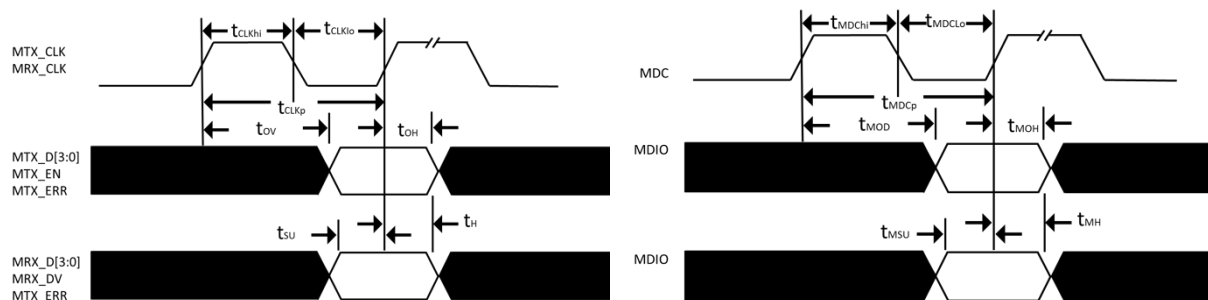 tCLKhi
tCLKlo
MTX_CLK
MRX_CLK
tCLKp
tOV
tOH
MTX_D[3:0]
MTX_EN
MTX_ERR
tSU
tH
MRX_D[3:0]
MRX_DV
MTX_ERR
tMDChi
tMDCLo
MDC
tMDCp
tMOD
tMOH
MDIO
tMSU
tMH
MDIO